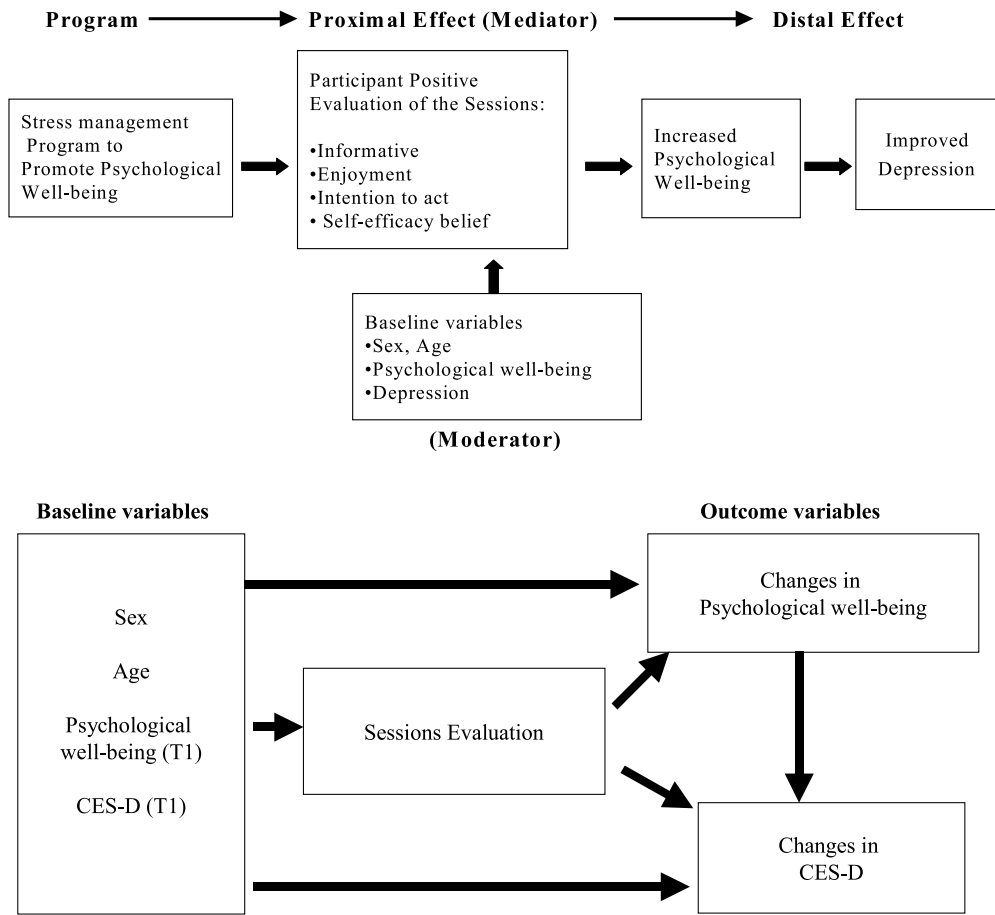 Program
Proximal Effect (Mediator)
Distal Effect
Stress management
Program to
Promote Psychological
Well-being
Participant Positive
Evaluation of the Sessions:
•Informative
•Enjoyment
•Intention to act
• Self-efficacy belief
Increased
Psychological
Well-being
Improved
Depression
Baseline variables
•Sex, Age
•Psychological well-being
•Depression
(Moderator)
Baseline variables
Outcome variables
Sex
Age
Psychological
well-being (T1)
CES-D (T1)
Sessions Evaluation
Changes in
Psychological well-being
Changes in
CES-D